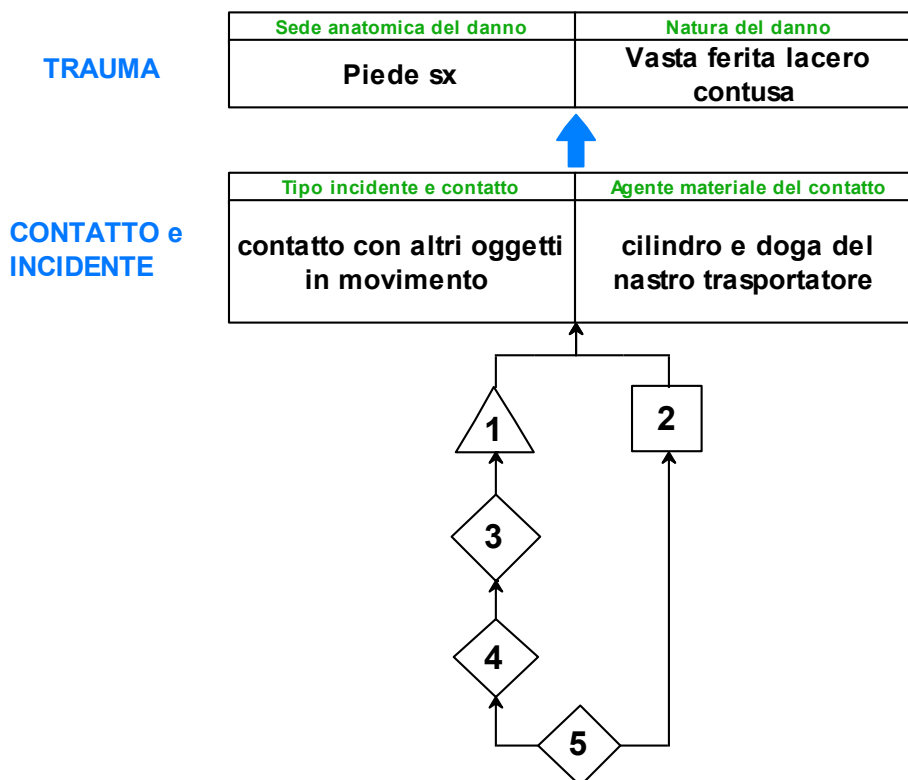 Sede anatomica del danno
Natura del danno
TRAUMA
Piede sx
Vasta ferita lacero
contusa
Tipo incidente e contatto
Agente materiale del contatto
CONTATTO e
INCIDENTE
contatto con altri oggetti
in movimento
cilindro e doga del
nastro trasportatore
1
2
3
4
5